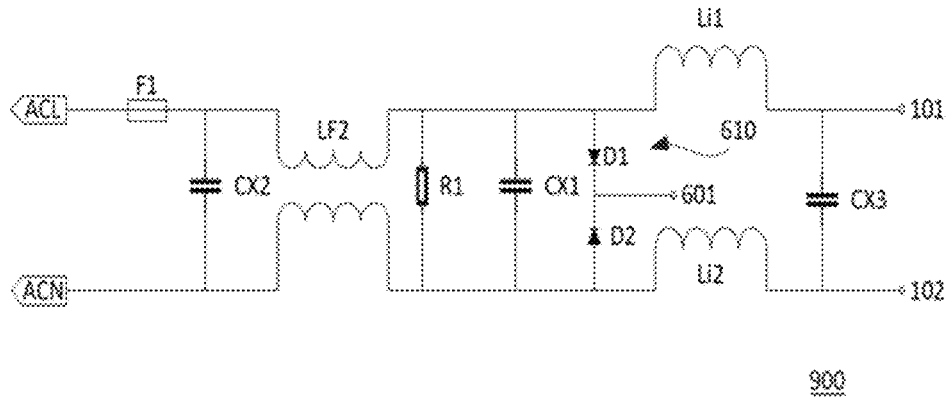 Li1
F1
ACL
101
LF2
610
D1
CX2
R1
CX1
601
CX3
D2
Li2
ACN
102
900